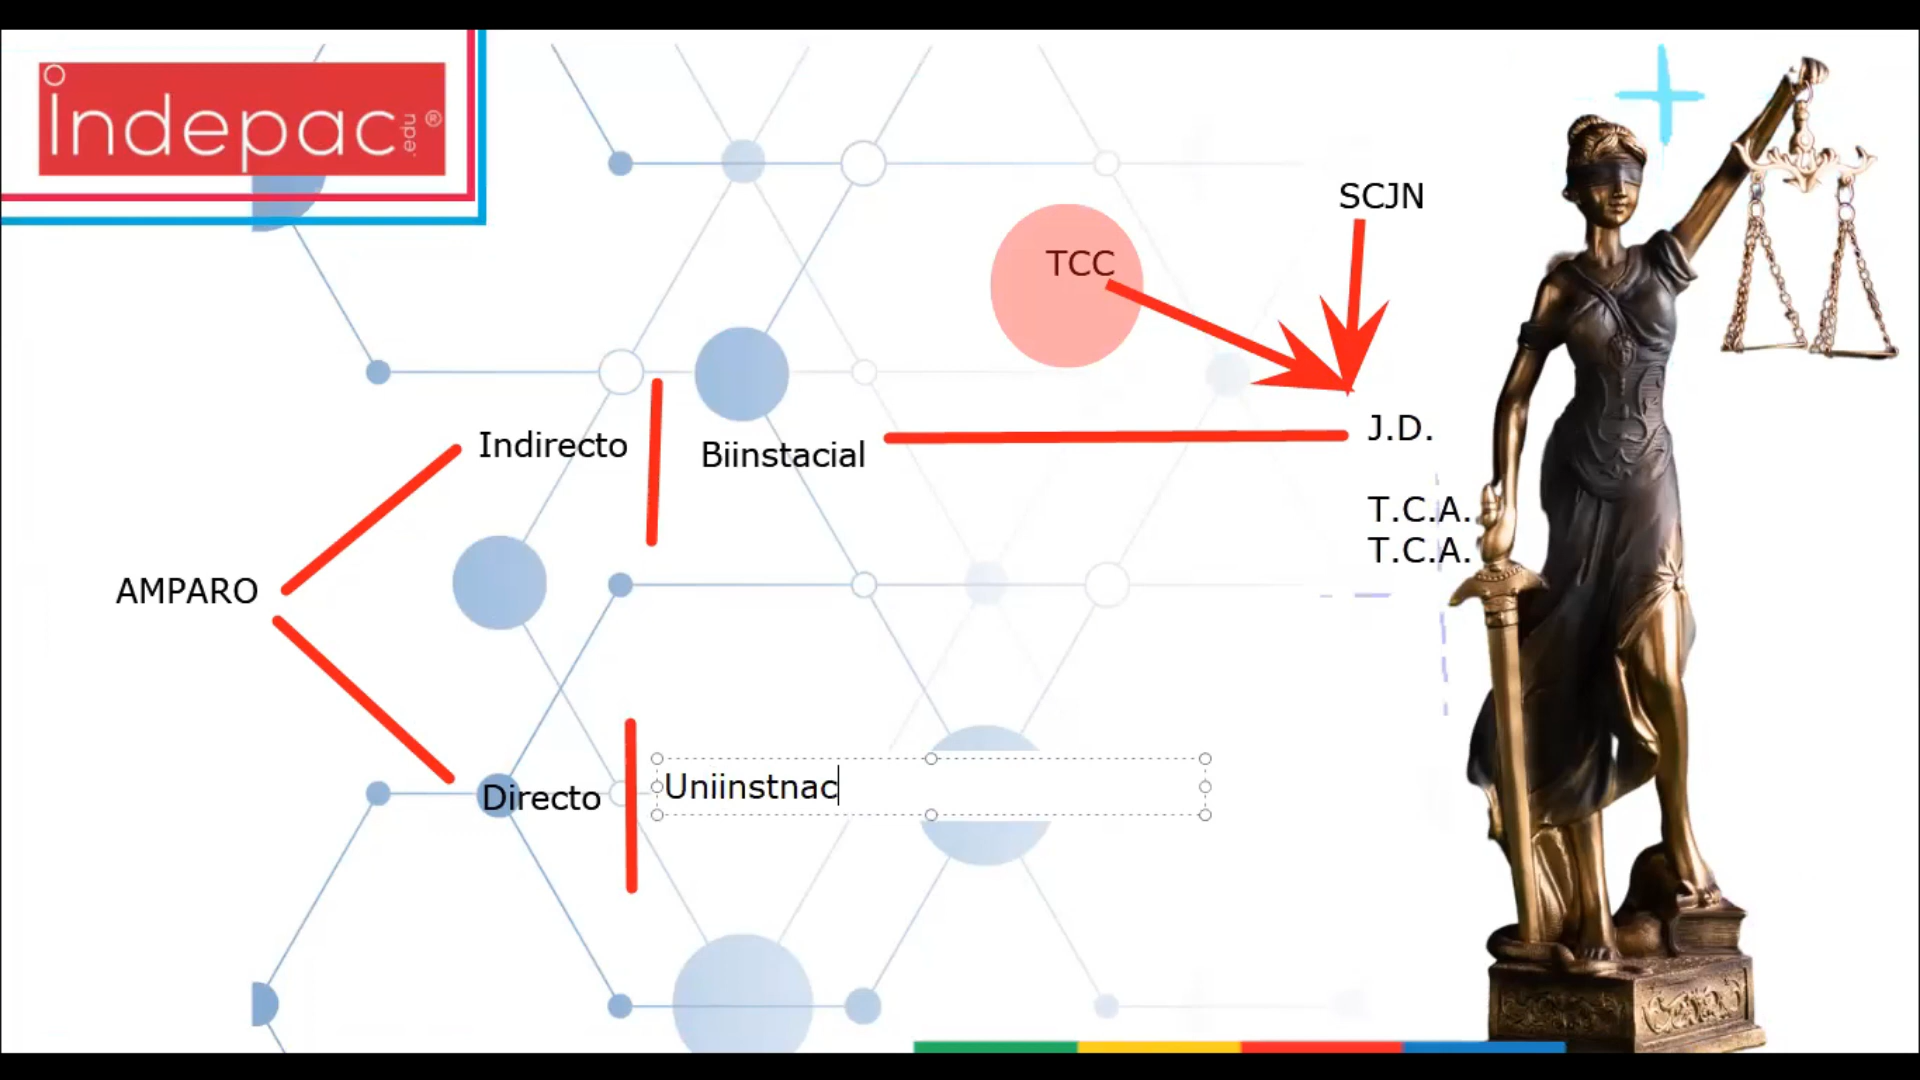 indepac.edu®
SCJN
TCC
J.D.
Indirecto
Biinstacial
T.C.A.
T.C.A.
AMPARO
Directo
Uniinstnac